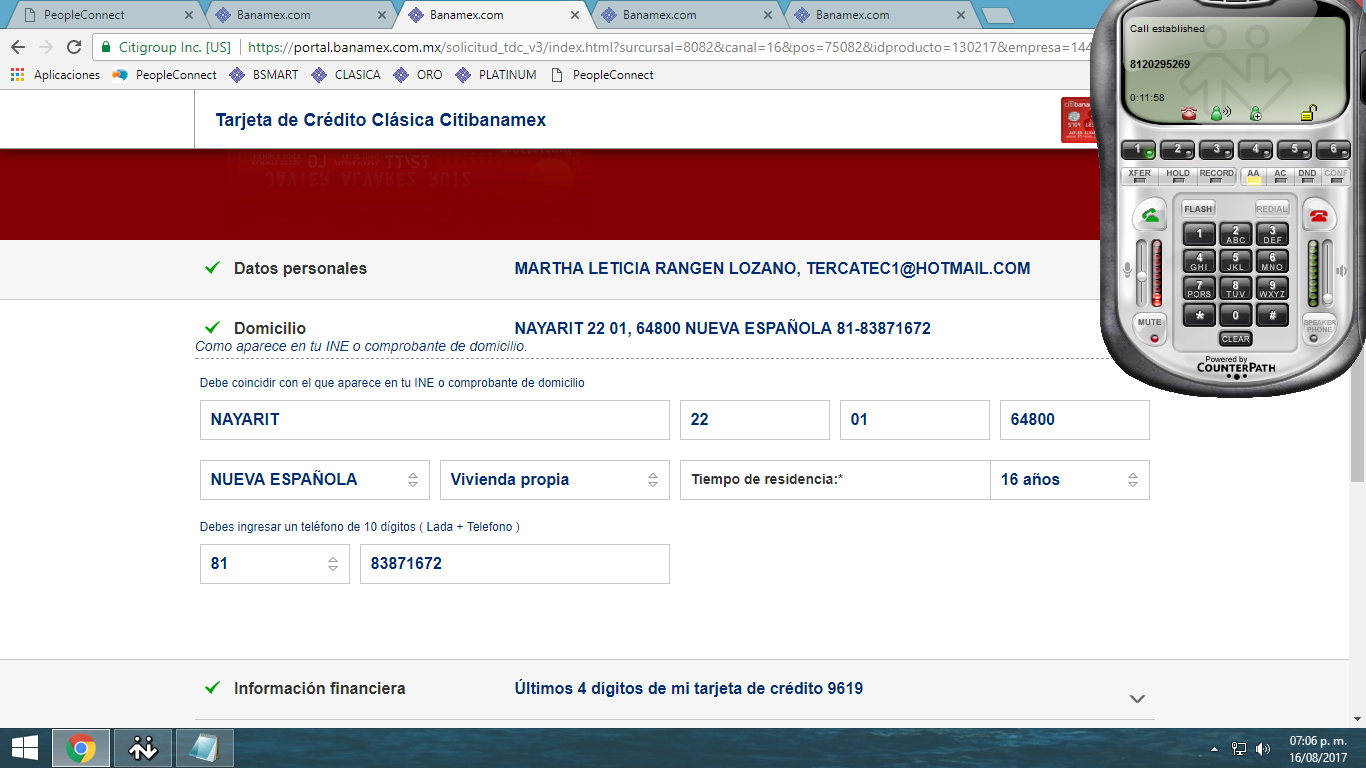 PeopleConnect
Banamex.com
Banamex.com
Banamex.com
Banamex.com
Citigroup Inc. [US]
https://portal.banamex.com.mx/solicitud_tdc_v3/index.html?surcursal=8082&canal=16&pos=75082&idproducto=130217&empresa=144
Aplicaciones
PeopleConnect
BSMART
CLASICA
ORO
PLATINUM
PeopleConnect
Tarjeta de Crédito Clásica Citibanamex
JAVIER ALVAREZ RUIZ
Datos personales
MARTHA LETICIA RANGEN LOZANO, TERCATEC1@HOTMAIL.COM
Domicilio
NAYARIT 22 01, 64800 NUEVA ESPAÑOLA 81-83871672
Como aparece en tu INE o comprobante de domicilio.
Debe coincidir con el que aparece en tu INE o comprobante de domicilio
NAYARIT
22
01
64800
NUEVA ESPAÑOLA
Vivienda propia
Tiempo de residencia:*
16 años
Debes ingresar un teléfono de 10 dígitos ( Lada + Telefono )
81
83871672
Información financiera
Últimos 4 dígitos de mi tarjeta de crédito 9619
Call established
8120295269
0:11:58
1 2 3 4 5 6
XFER HOLD RECORD AA AC DND CONF
FLASH REDIAL
1
2 ABC
3 DEF
4 GHI
5 JKL
6 MNO
7 PQRS
8 TUV
9 WXYZ
* 0 #
MUTE
CLEAR
SPEAKER PHONE
Powered by
COUNTERPATH
07:06 p. m.
16/08/2017